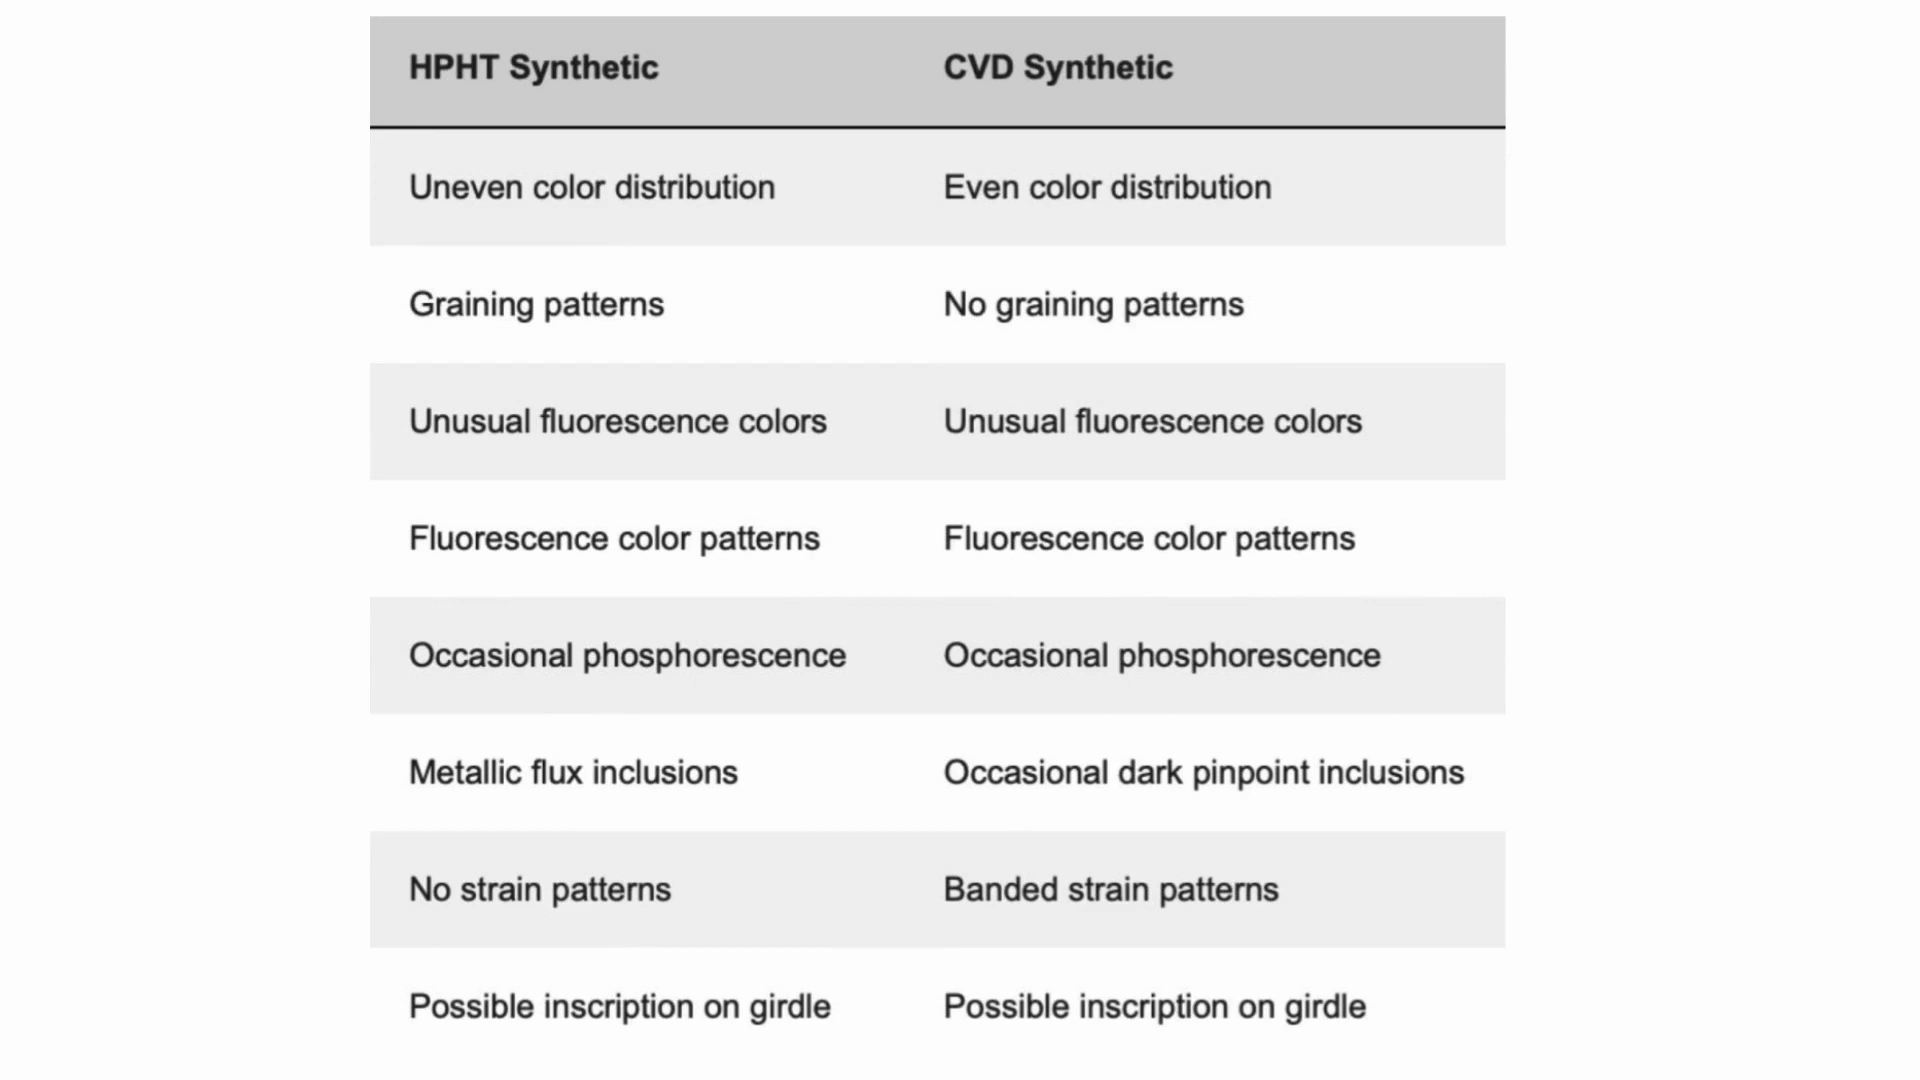 HPHT Synthetic CVD Synthetic
Uneven color distribution Even color distribution
Graining patterns No graining patterns
Unusual fluorescence colors Unusual fluorescence colors
Fluorescence color patterns Fluorescence color patterns
Occasional phosphorescence Occasional phosphorescence
Metallic flux inclusions Occasional dark pinpoint inclusions
No strain patterns Banded strain patterns
Possible inscription on girdle Possible inscription on girdle